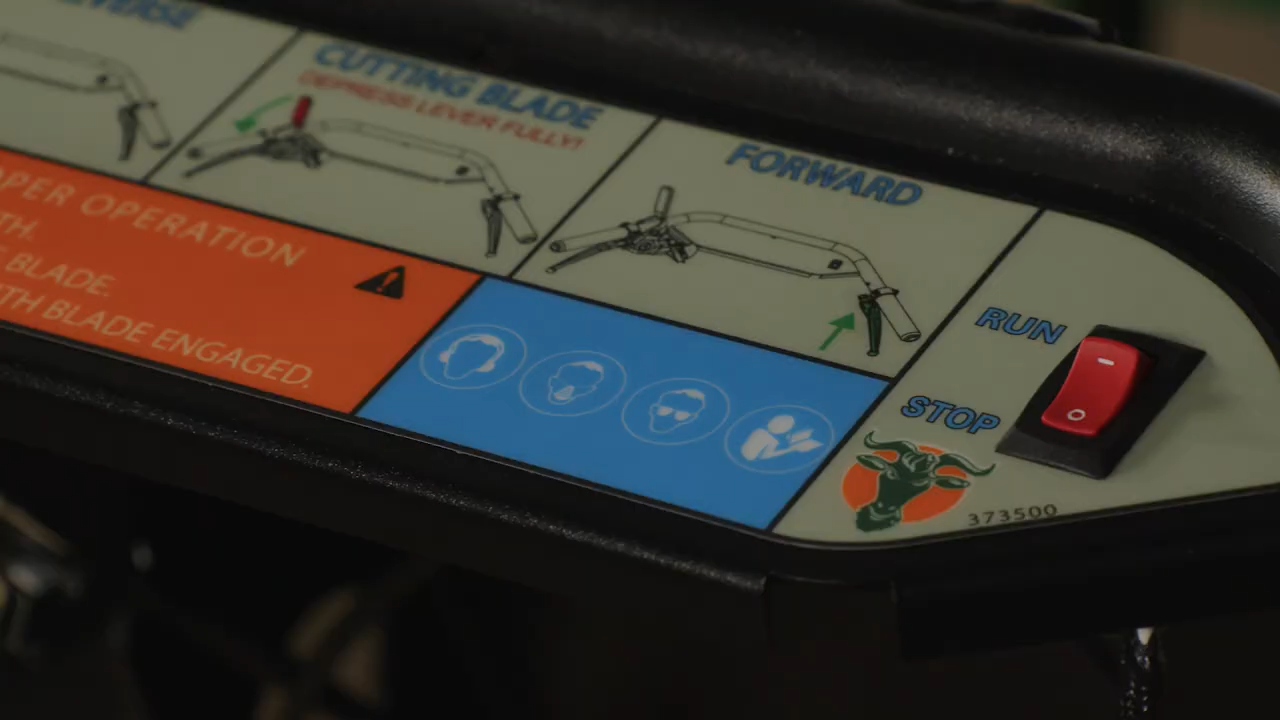 CUTTING BLADE
DEPRESS LEVER FULLY!
FORWARD
OPERATION
BLADE.
BLADE ENGAGED.
RUN
STOP
373500